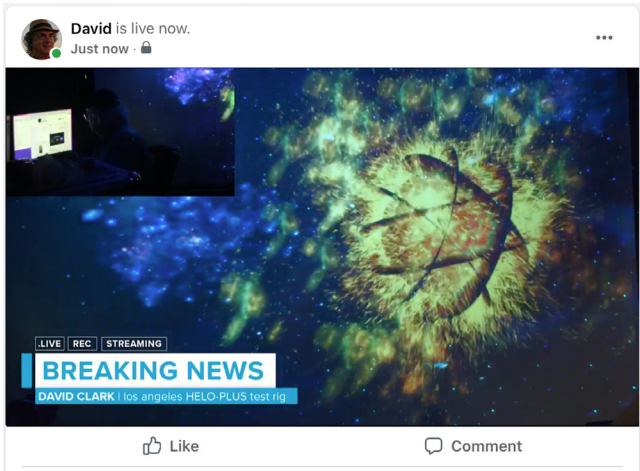 David is live now.
Just now ·
.LIVE REC STREAMING
BREAKING NEWS
DAVID CLARK | los angeles HELO-PLUS test rig
Like Comment